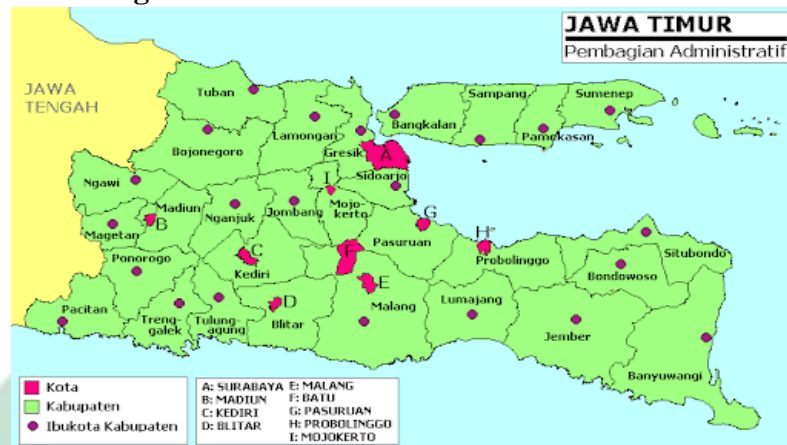 JAWA TIMUR
Pembagian Administratif
JAWA
TENGAH
Tuban
Lamongan
Bojonegoro
Gresik
A
Bangkalan
Sampang
Pamekasan
Sumenep
Sidoarjo
I
Ngawi
Madiun
B
Magetan
Nganjuk
Jombang
Mojo-
kerto
G
Pasuruan
H
Probolinggo
Situbondo
Bondowoso
Ponorogo
C
Kediri
F
E
Malang
D
Blitar
Pacitan
Treng-
galek
Tulung-
agung
Lumajang
Jember
Banyuwangi
Kota
Kabupaten
Ibukota Kabupaten
A: SURABAYA
B: MADIUN
C: KEDIRI
D: BLITAR
E: MALANG
F: BATU
G: PASURUAN
H: PROBOLINGGO
I: MOJOKERTO